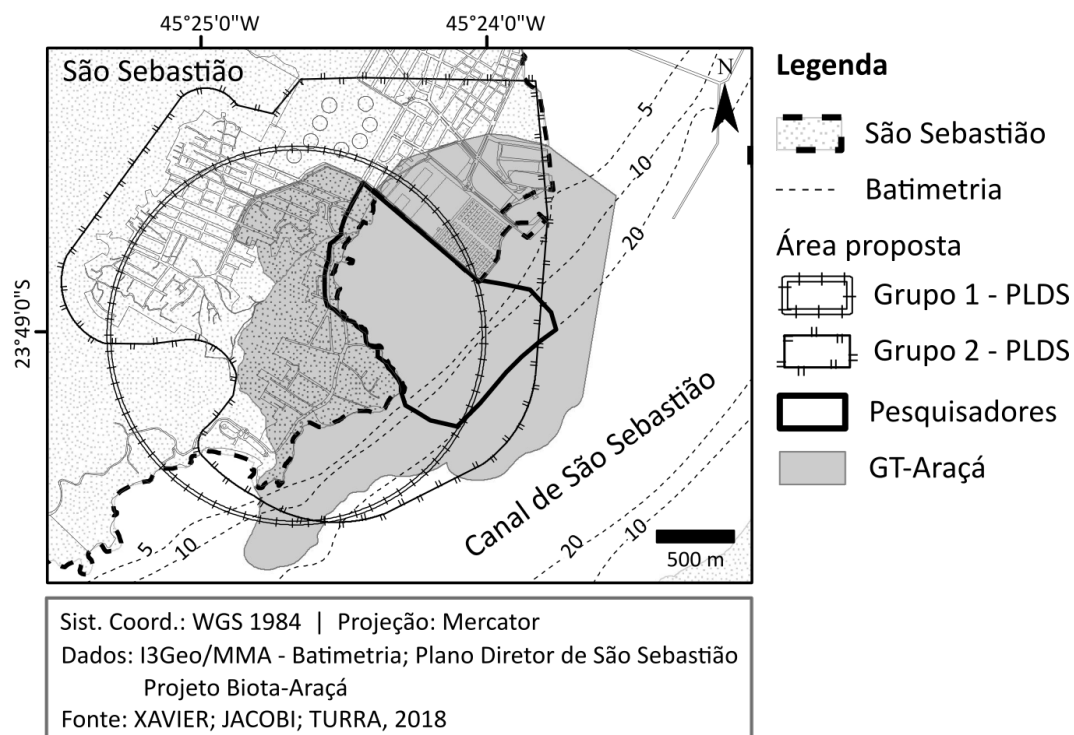 45°25'0"W
45°24'0"W
23°49'0"S
São Sebastião
N
5
10
20
5
10
20
10
Canal de São Sebastião
500 m
Legenda
São Sebastião
Batimetria
Área proposta
Grupo 1 - PLDS
Grupo 2 - PLDS
Pesquisadores
GT-Araçá
Sist. Coord.: WGS 1984 | Projeção: Mercator
Dados: I3Geo/MMA - Batimetria; Plano Diretor de São Sebastião
Projeto Biota-Araçá
Fonte: XAVIER; JACOBI; TURRA, 2018